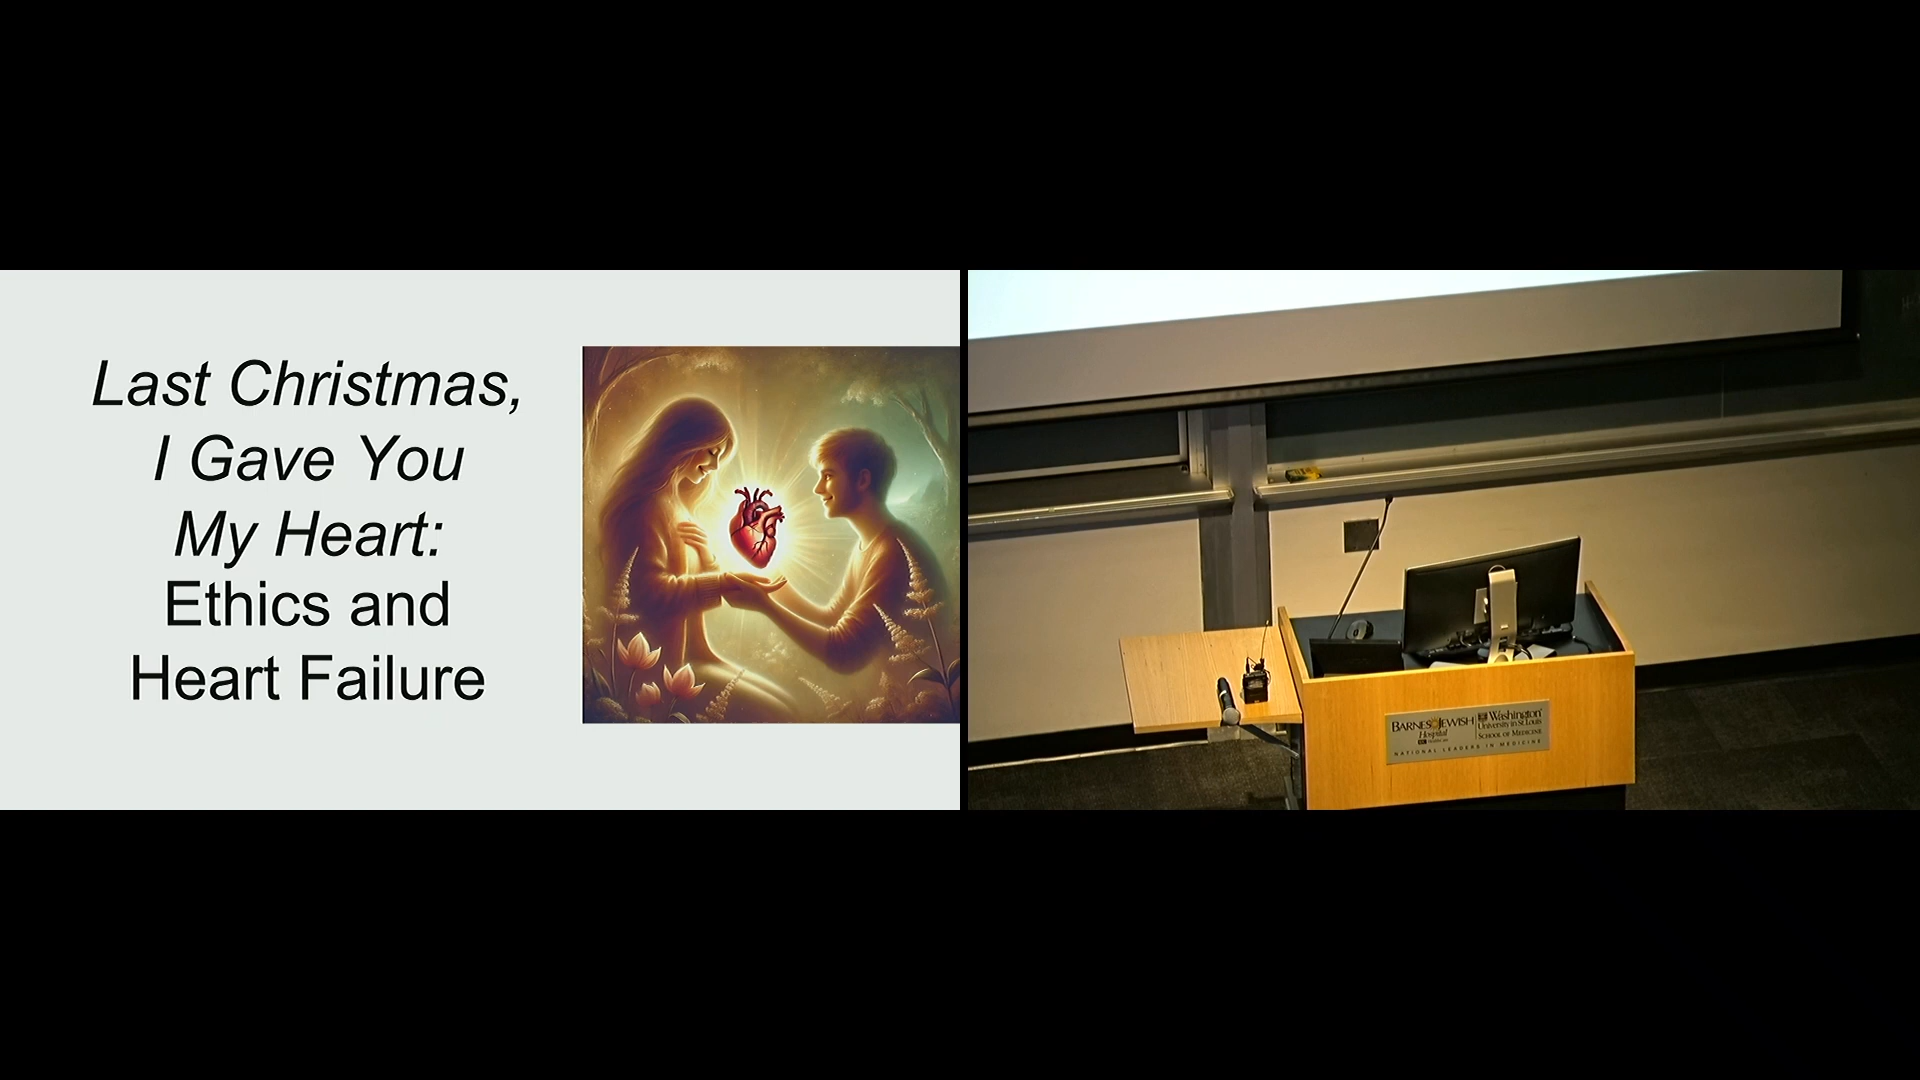 Last Christmas,
I Gave You
My Heart:
Ethics and
Heart Failure
BARNES JEWISH
Hospital
Washington
University in St. Louis
SCHOOL OF MEDICINE
NATIONAL LEADERS IN MEDICINE